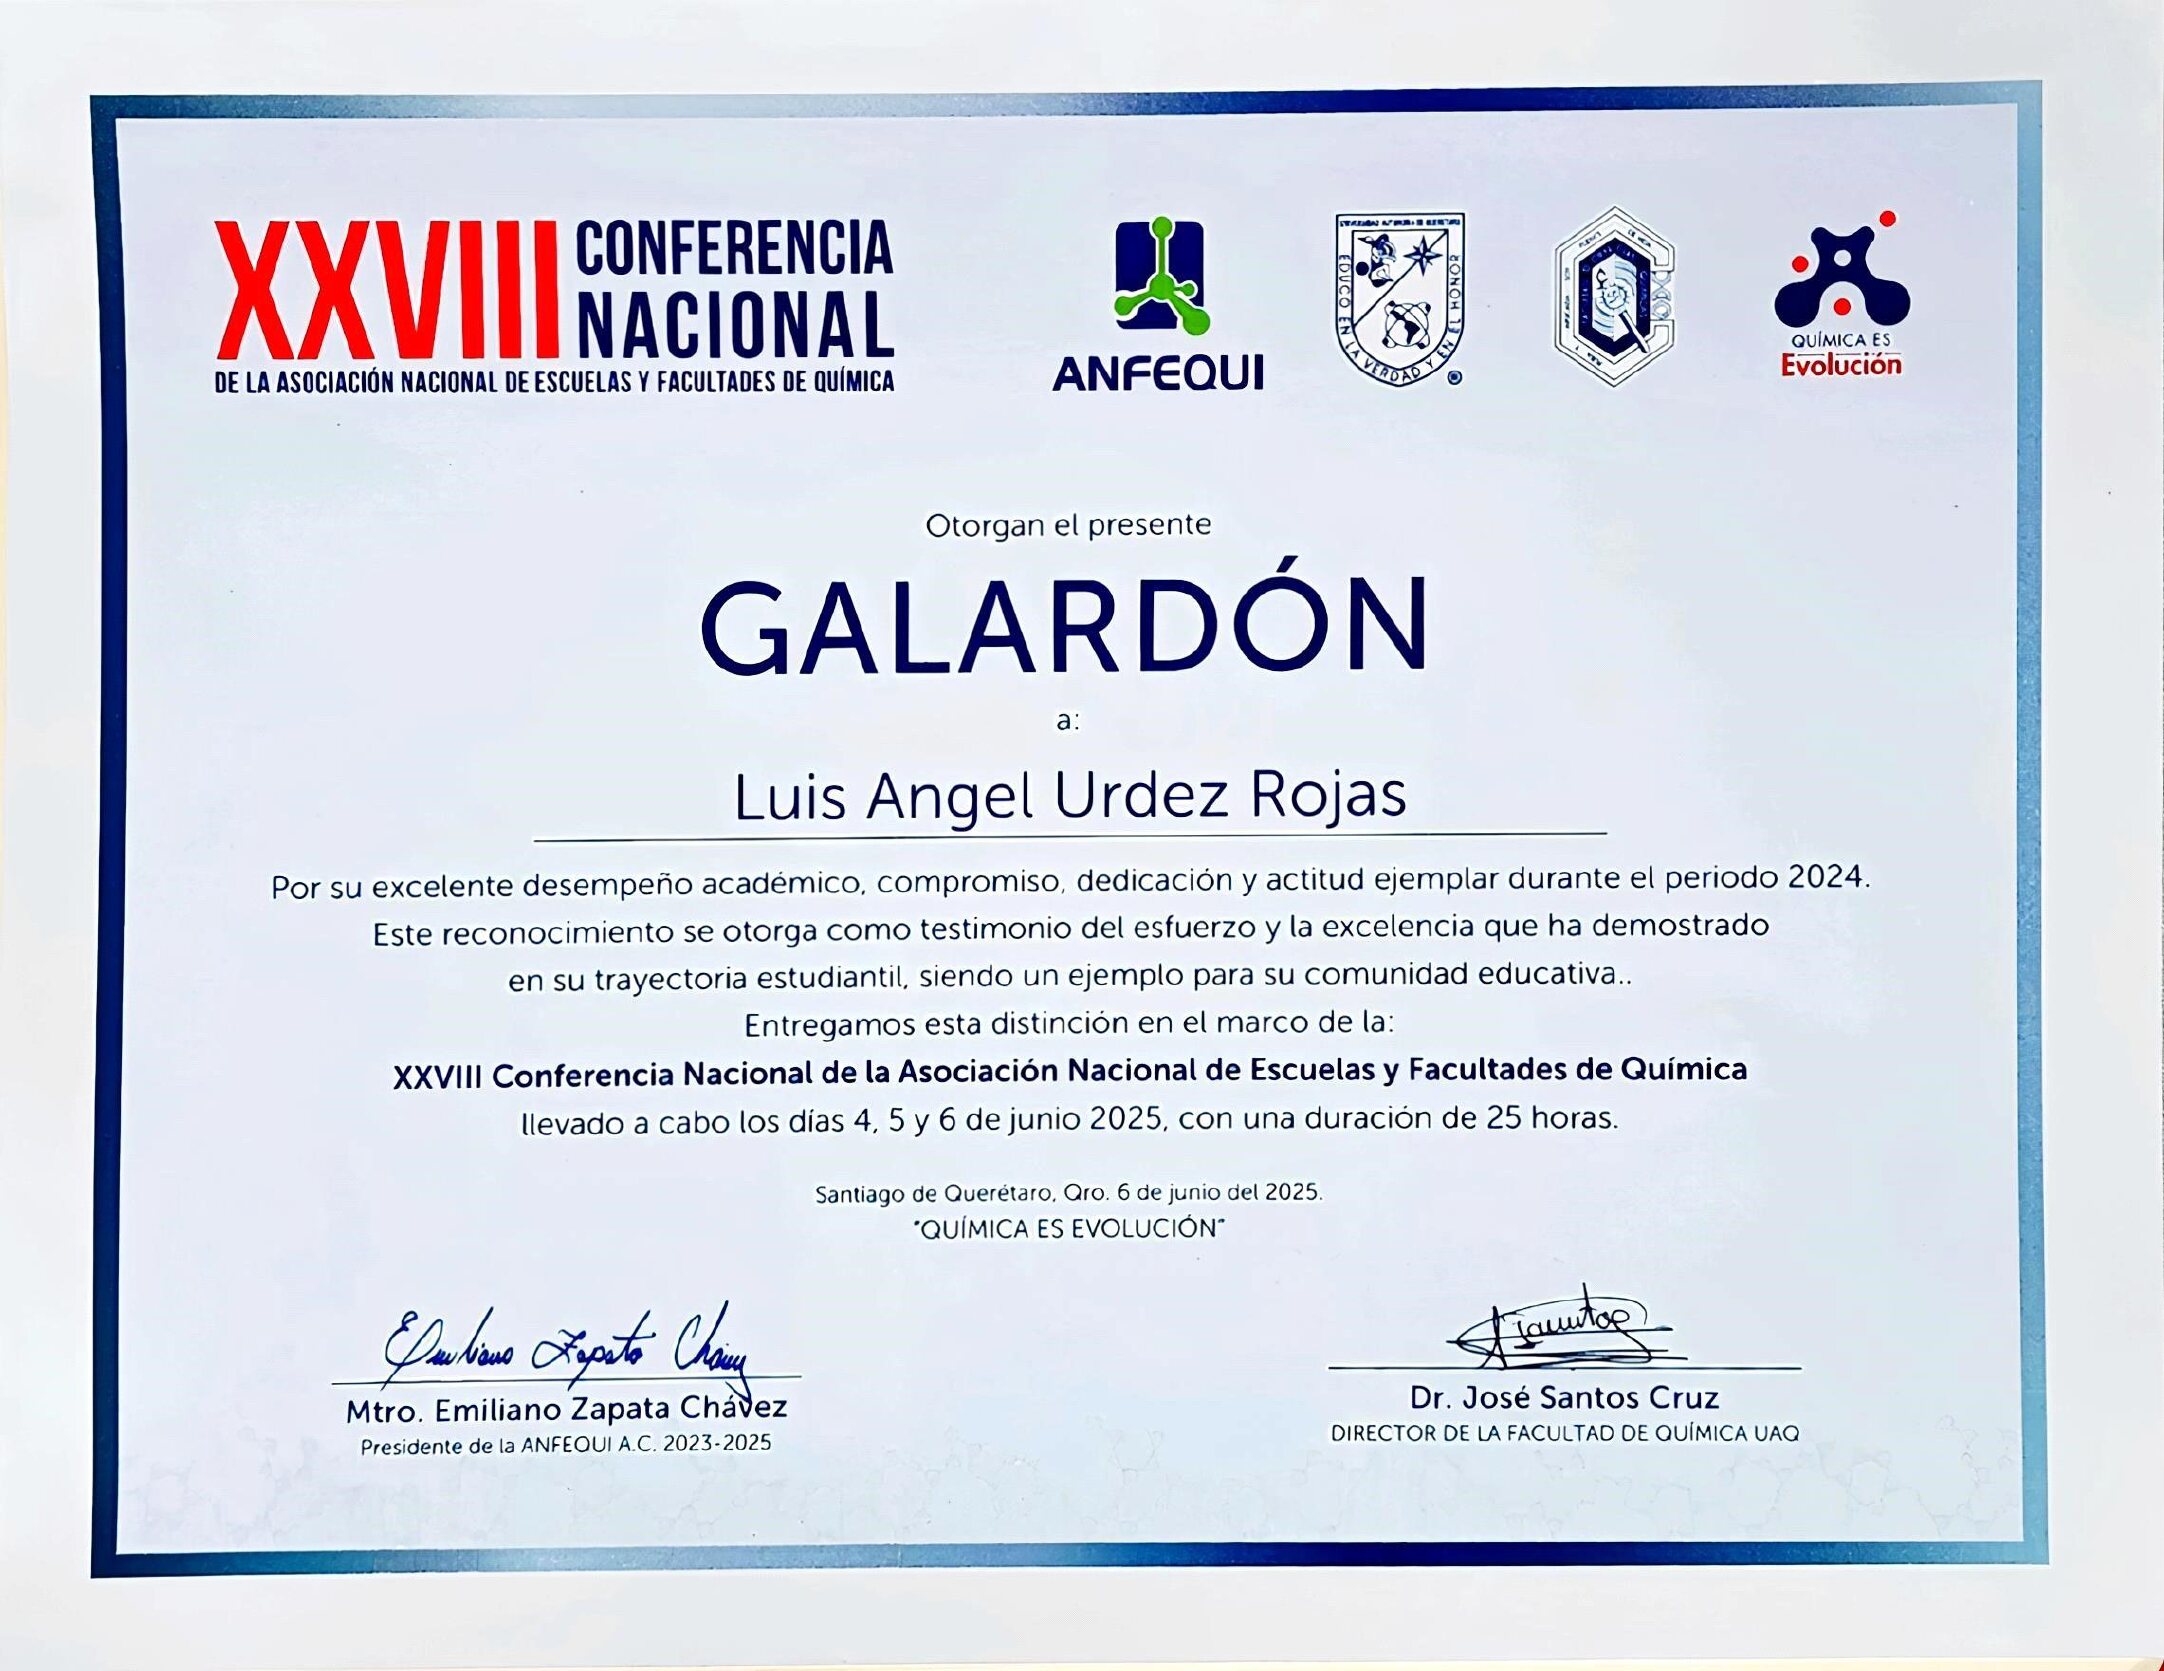 XXVIII CONFERENCIA
NACIONAL
DE LA ASOCIACIÓN NACIONAL DE ESCUELAS Y FACULTADES DE QUÍMICA
ANFEQUI
EDUCO EN LA VERDAD Y EN EL HONOR
QUÍMICA ES
Evolución
Otorgan el presente
GALARDÓN
a:
Luis Angel Urdez Rojas
Por su excelente desempeño académico, compromiso, dedicación y actitud ejemplar durante el periodo 2024.
Este reconocimiento se otorga como testimonio del esfuerzo y la excelencia que ha demostrado
en su trayectoria estudiantil, siendo un ejemplo para su comunidad educativa..
Entregamos esta distinción en el marco de la:
XXVIII Conferencia Nacional de la Asociación Nacional de Escuelas y Facultades de Química
llevado a cabo los días 4, 5 y 6 de junio 2025, con una duración de 25 horas.
Santiago de Querétaro, Qro. 6 de junio del 2025.
"QUÍMICA ES EVOLUCIÓN"
Emiliano Zapata Cháv
Mtro. Emiliano Zapata Chávez
Presidente de la ANFEQUI A.C. 2023-2025
Dr. José Santos Cruz
DIRECTOR DE LA FACULTAD DE QUÍMICA UAQ